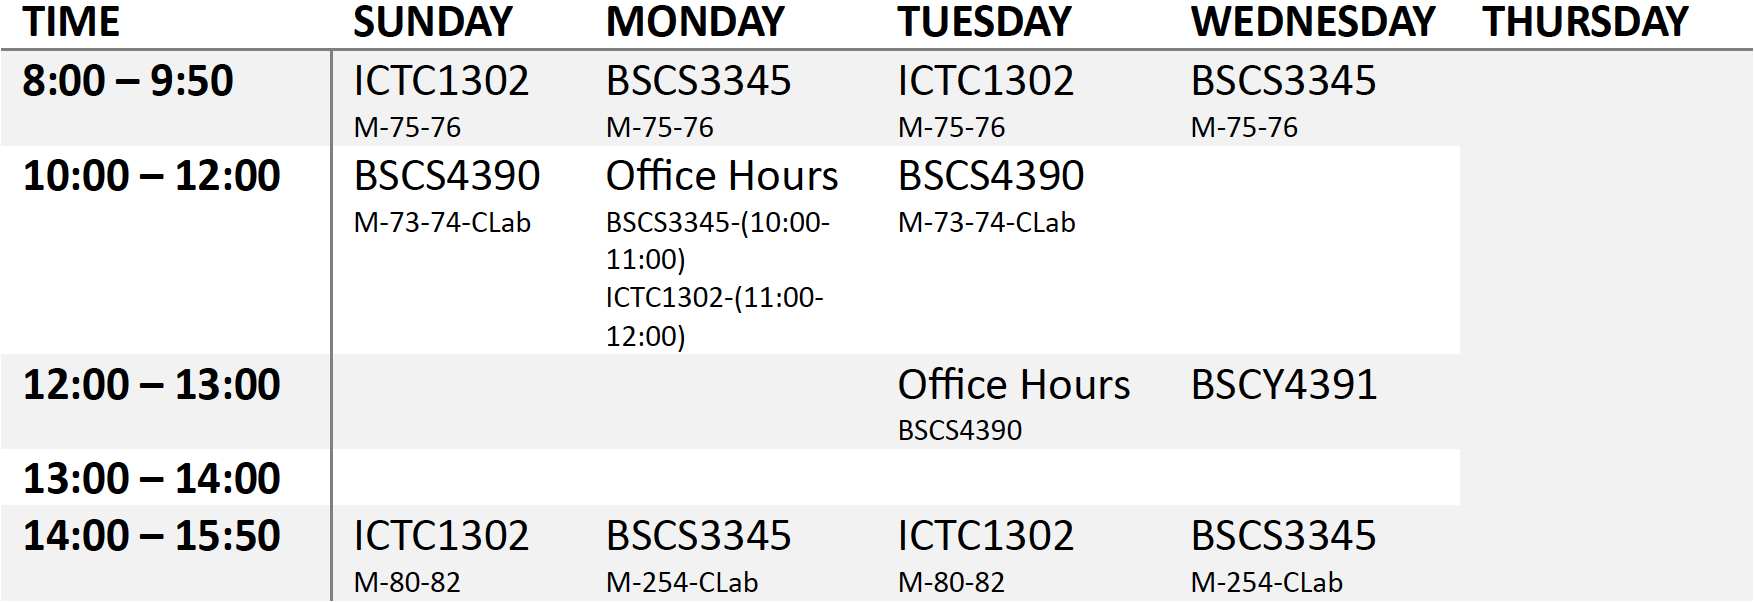 TIME SUNDAY MONDAY TUESDAY WEDNESDAY THURSDAY
8:00 – 9:50 ICTC1302 BSCS3345 ICTC1302 BSCS3345
M-75-76 M-75-76 M-75-76 M-75-76
10:00 – 12:00 BSCS4390 Office Hours BSCS4390
M-73-74-CLab BSCS3345-(10:00- M-73-74-CLab
11:00)
ICTC1302-(11:00-
12:00)
12:00 – 13:00 Office Hours BSCY4391
BSCS4390
13:00 – 14:00
14:00 – 15:50 ICTC1302 BSCS3345 ICTC1302 BSCS3345
M-80-82 M-254-CLab M-80-82 M-254-CLab